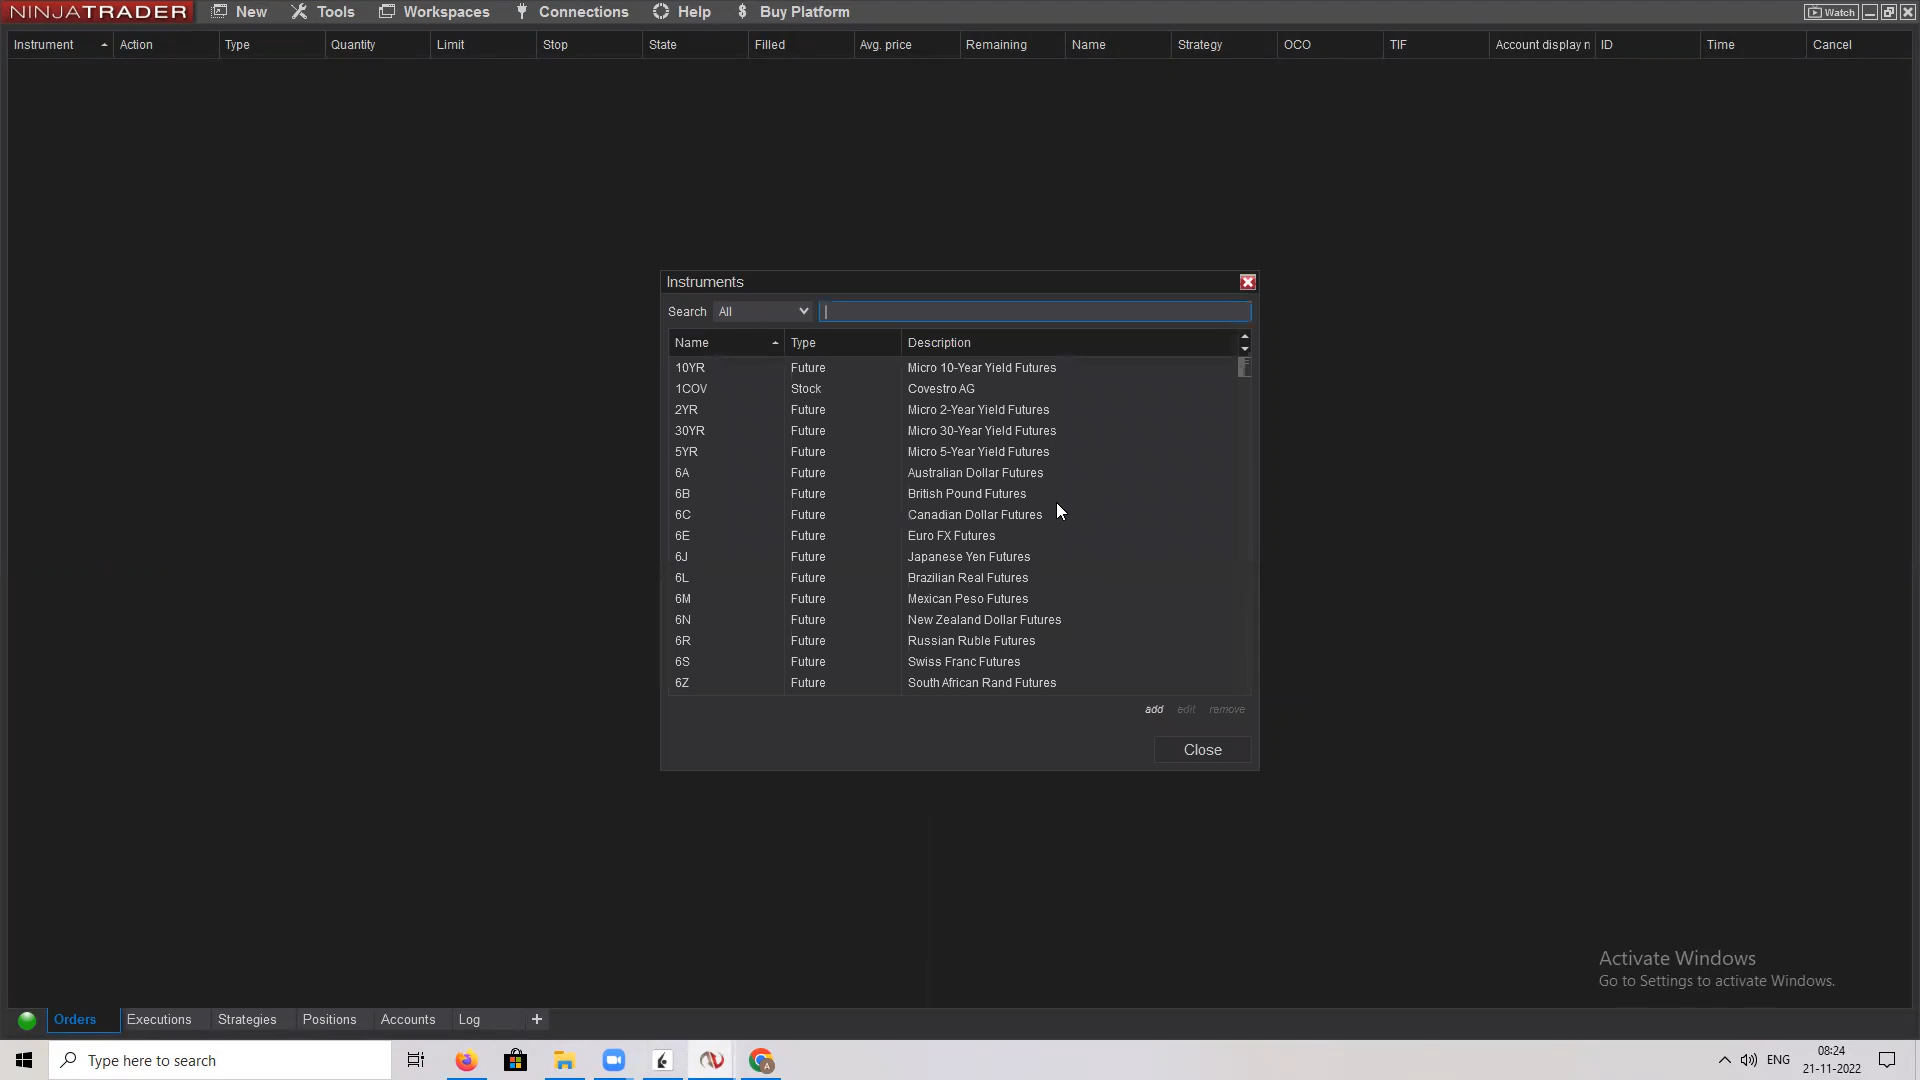 NINJATRADER New Tools Workspaces Connections Help Buy Platform Watch
Instrument Action Type Quantity Limit Stop State Filled Avg. price Remaining Name Strategy OCO TIF Account display n ID Time Cancel
Instruments
Search All
Name Type Description
10YR Future Micro 10-Year Yield Futures
1COV Stock Covestro AG
2YR Future Micro 2-Year Yield Futures
30YR Future Micro 30-Year Yield Futures
5YR Future Micro 5-Year Yield Futures
6A Future Australian Dollar Futures
6B Future British Pound Futures
6C Future Canadian Dollar Futures
6E Future Euro FX Futures
6J Future Japanese Yen Futures
6L Future Brazilian Real Futures
6M Future Mexican Peso Futures
6N Future New Zealand Dollar Futures
6R Future Russian Ruble Futures
6S Future Swiss Franc Futures
6Z Future South African Rand Futures
add edit remove
Close
Activate Windows
Go to Settings to activate Windows.
Orders Executions Strategies Positions Accounts Log +
Type here to search A ENG 08:24
21-11-2022